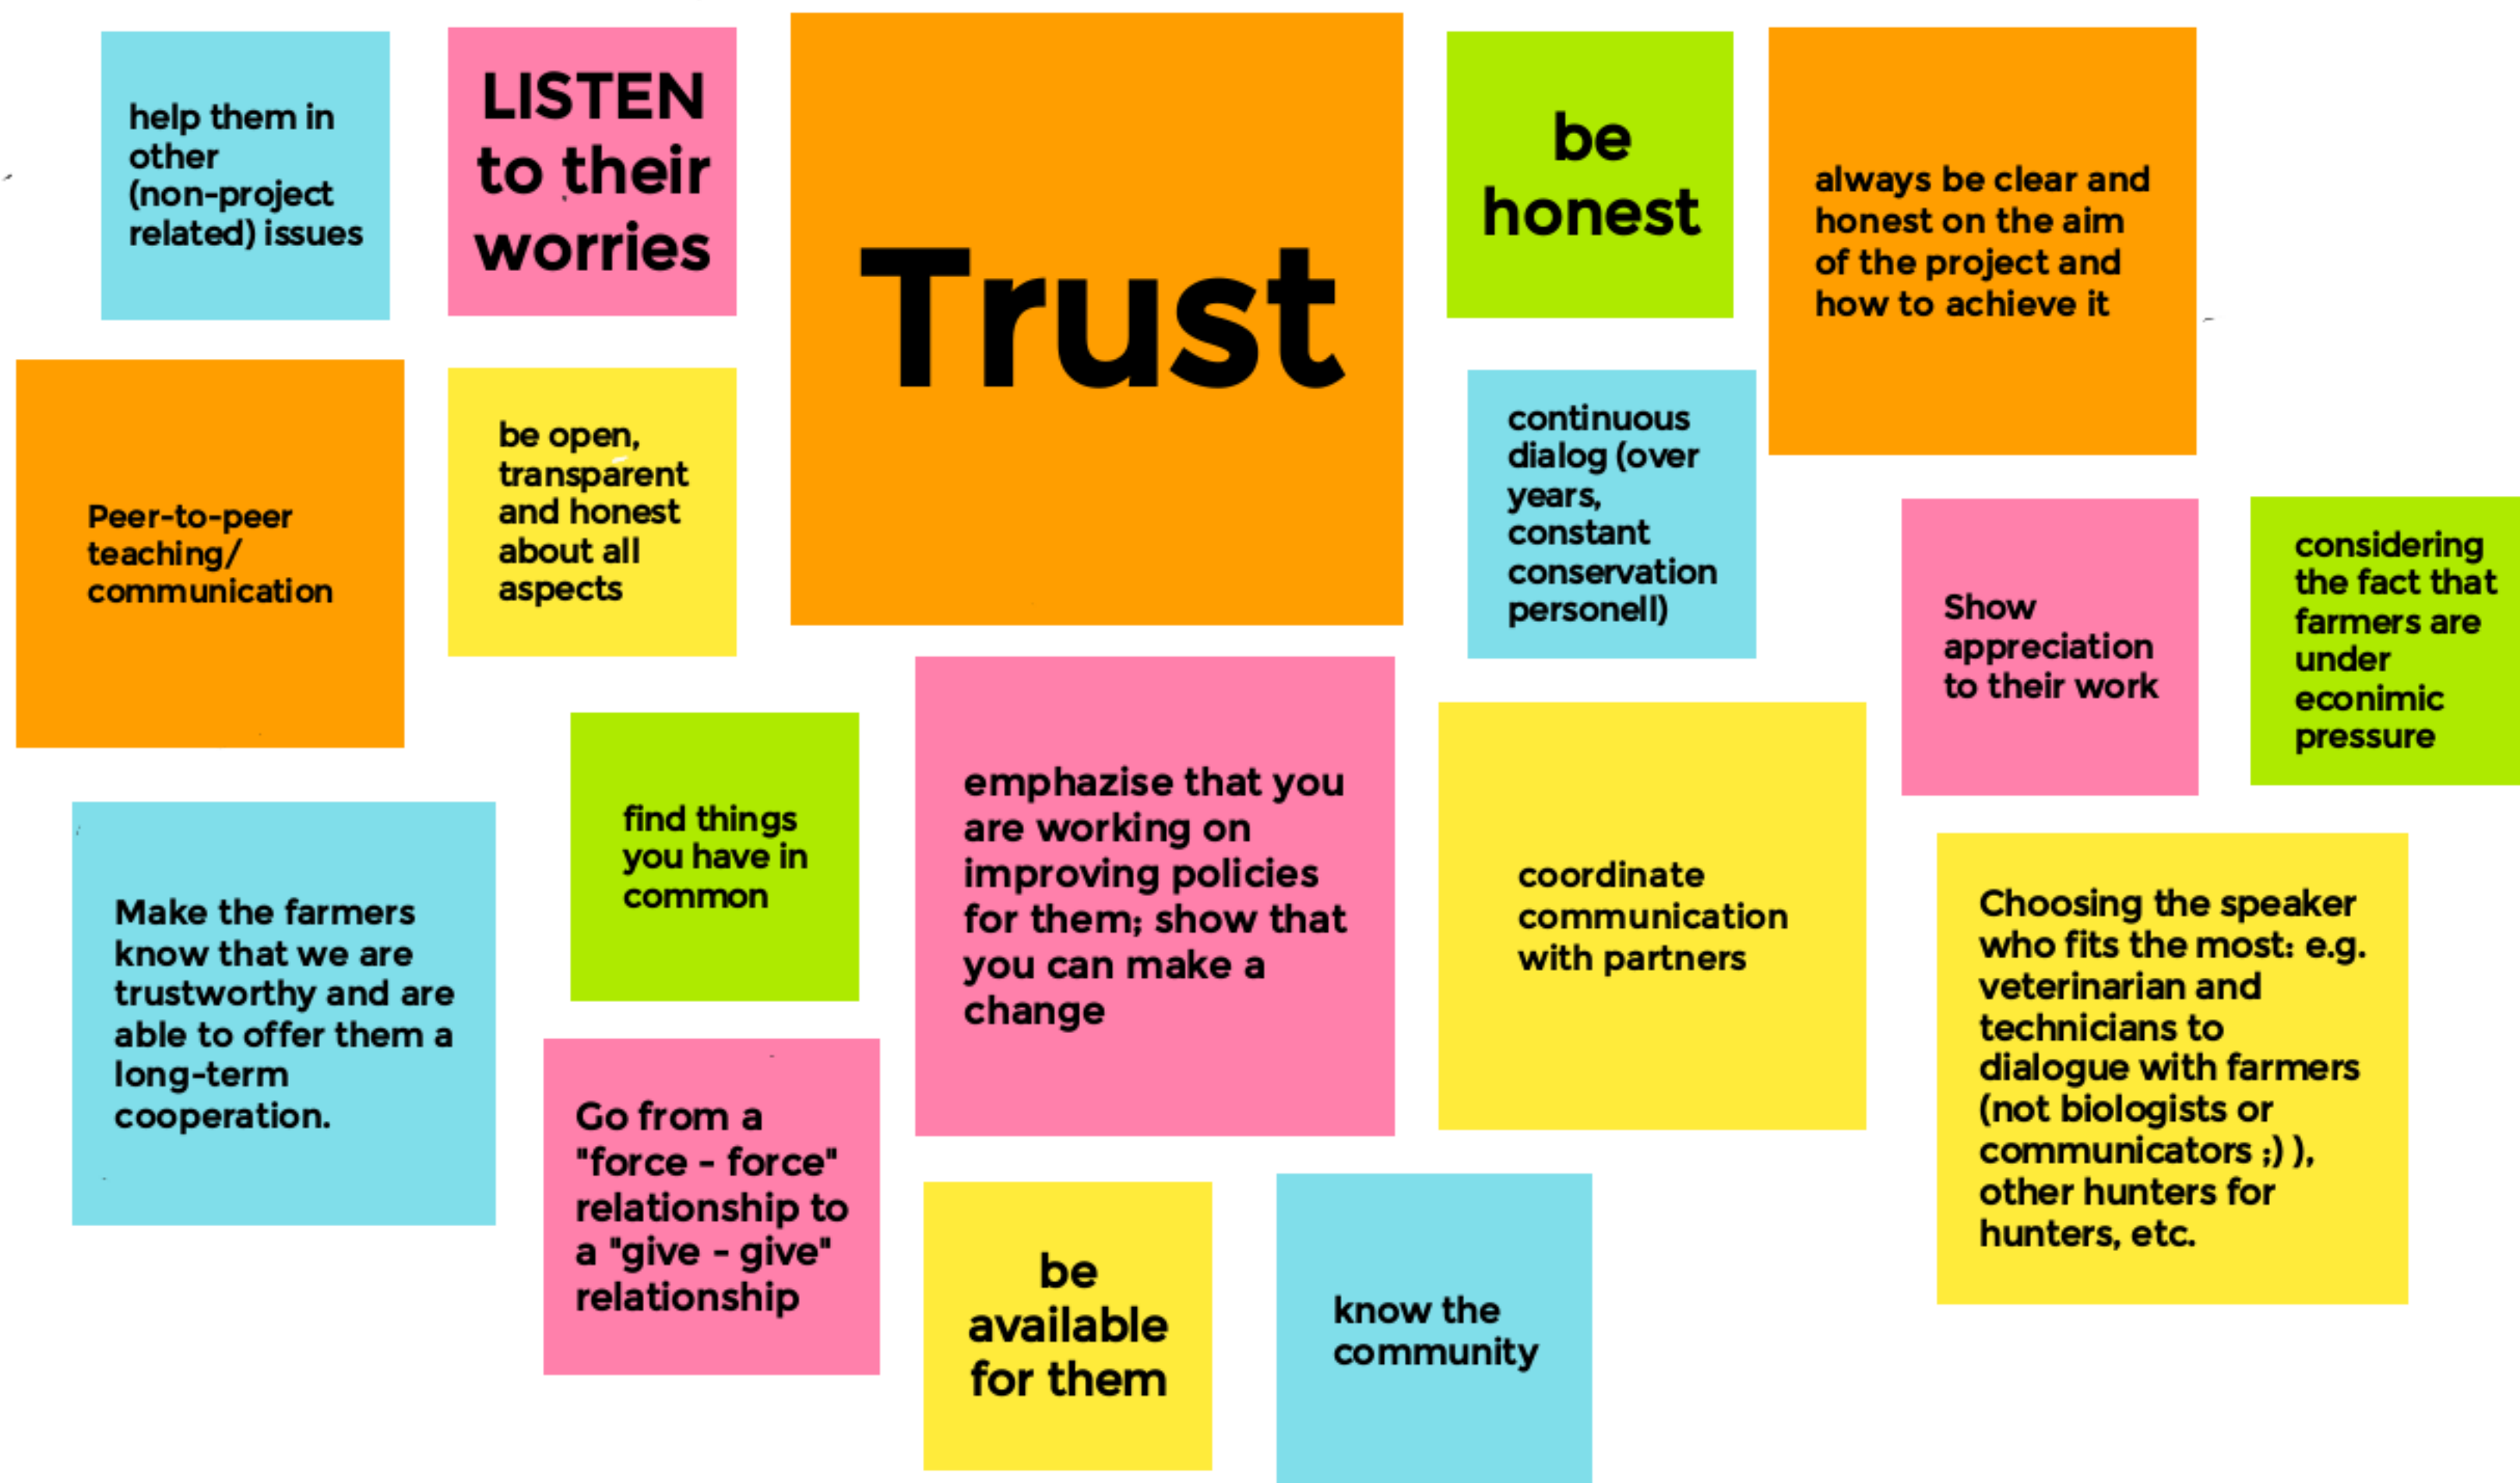 help them in
other
(non-project
related) issues
LISTEN
to their
worries
Trust
be
honest
always be clear and
honest on the aim
of the project and
how to achieve it
Peer-to-peer
teaching/
communication
be open,
transparent
and honest
about all
aspects
continuous
dialog (over
years,
constant
conservation
personell)
Show
appreciation
to their work
considering
the fact that
farmers are
under
econimic
pressure
Make the farmers
know that we are
trustworthy and are
able to offer them a
long-term
cooperation.
find things
you have in
common
emphazise that you
are working on
improving policies
for them; show that
you can make a
change
coordinate
communication
with partners
Choosing the speaker
who fits the most: e.g.
veterinarian and
technicians to
dialogue with farmers
(not biologists or
communicators ;) ),
other hunters for
hunters, etc.
Go from a
"force - force"
relationship to
a "give - give"
relationship
be
available
for them
know the
community